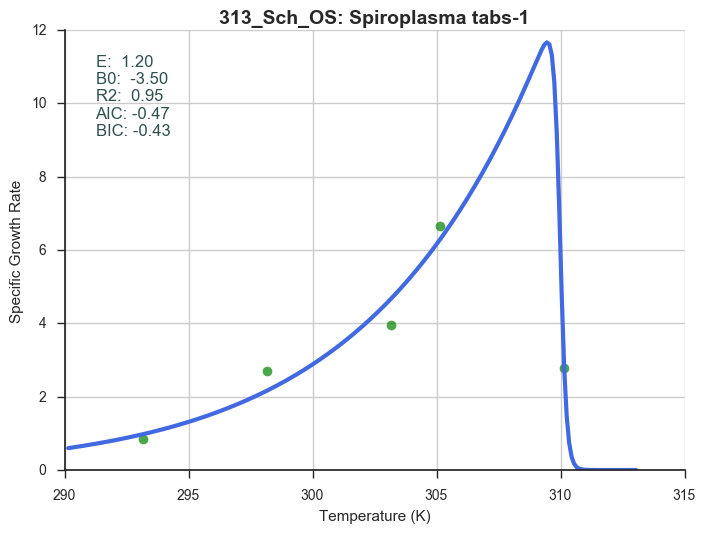 313_Sch_OS: Spiroplasma tabs-1
E:  1.20
B0:  -3.50
R2:  0.95
AIC: -0.47
BIC: -0.43
12
10
8
6
4
2
0
Specific Growth Rate
290 295 300 305 310 315
Temperature (K)